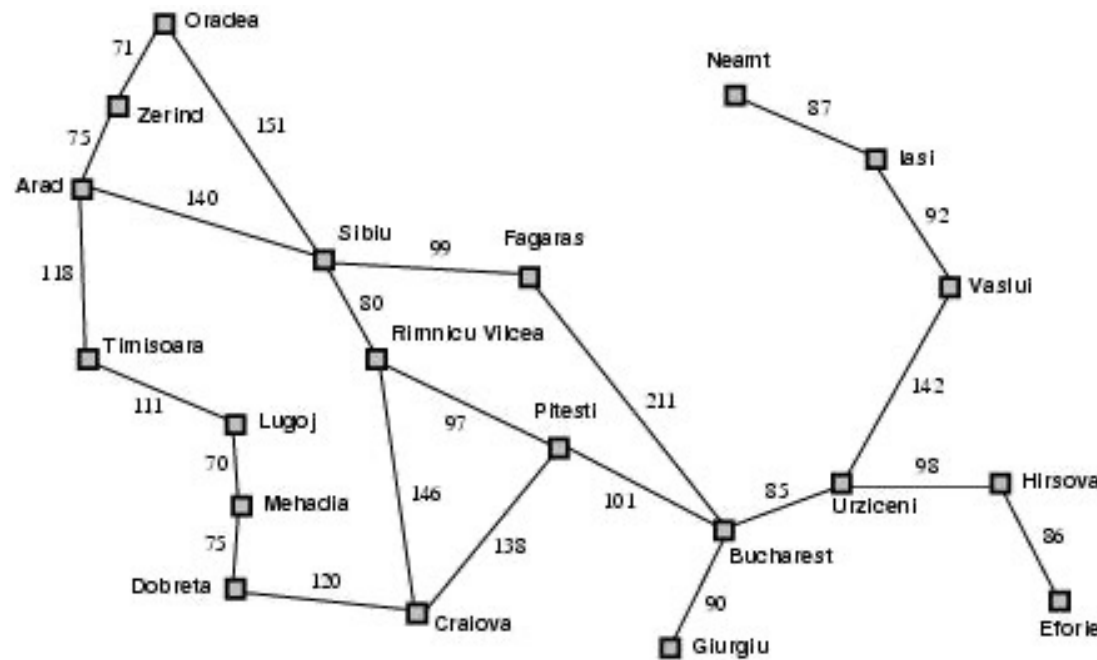 Oradea
71
Neamt
87
Zerind
151
75
Iasi
Arad
140
92
Sibiu
99
Fagaras
118
80
Vaslui
Timisoara
Rimnicu Vilcea
142
111
Lugoj
97
Pitesti
211
70
98
Hirsova
146
85
Urziceni
Mehadia
101
86
75
138
Bucharest
Dobreta
120
90
Craiova
Eforie
Giurgiu